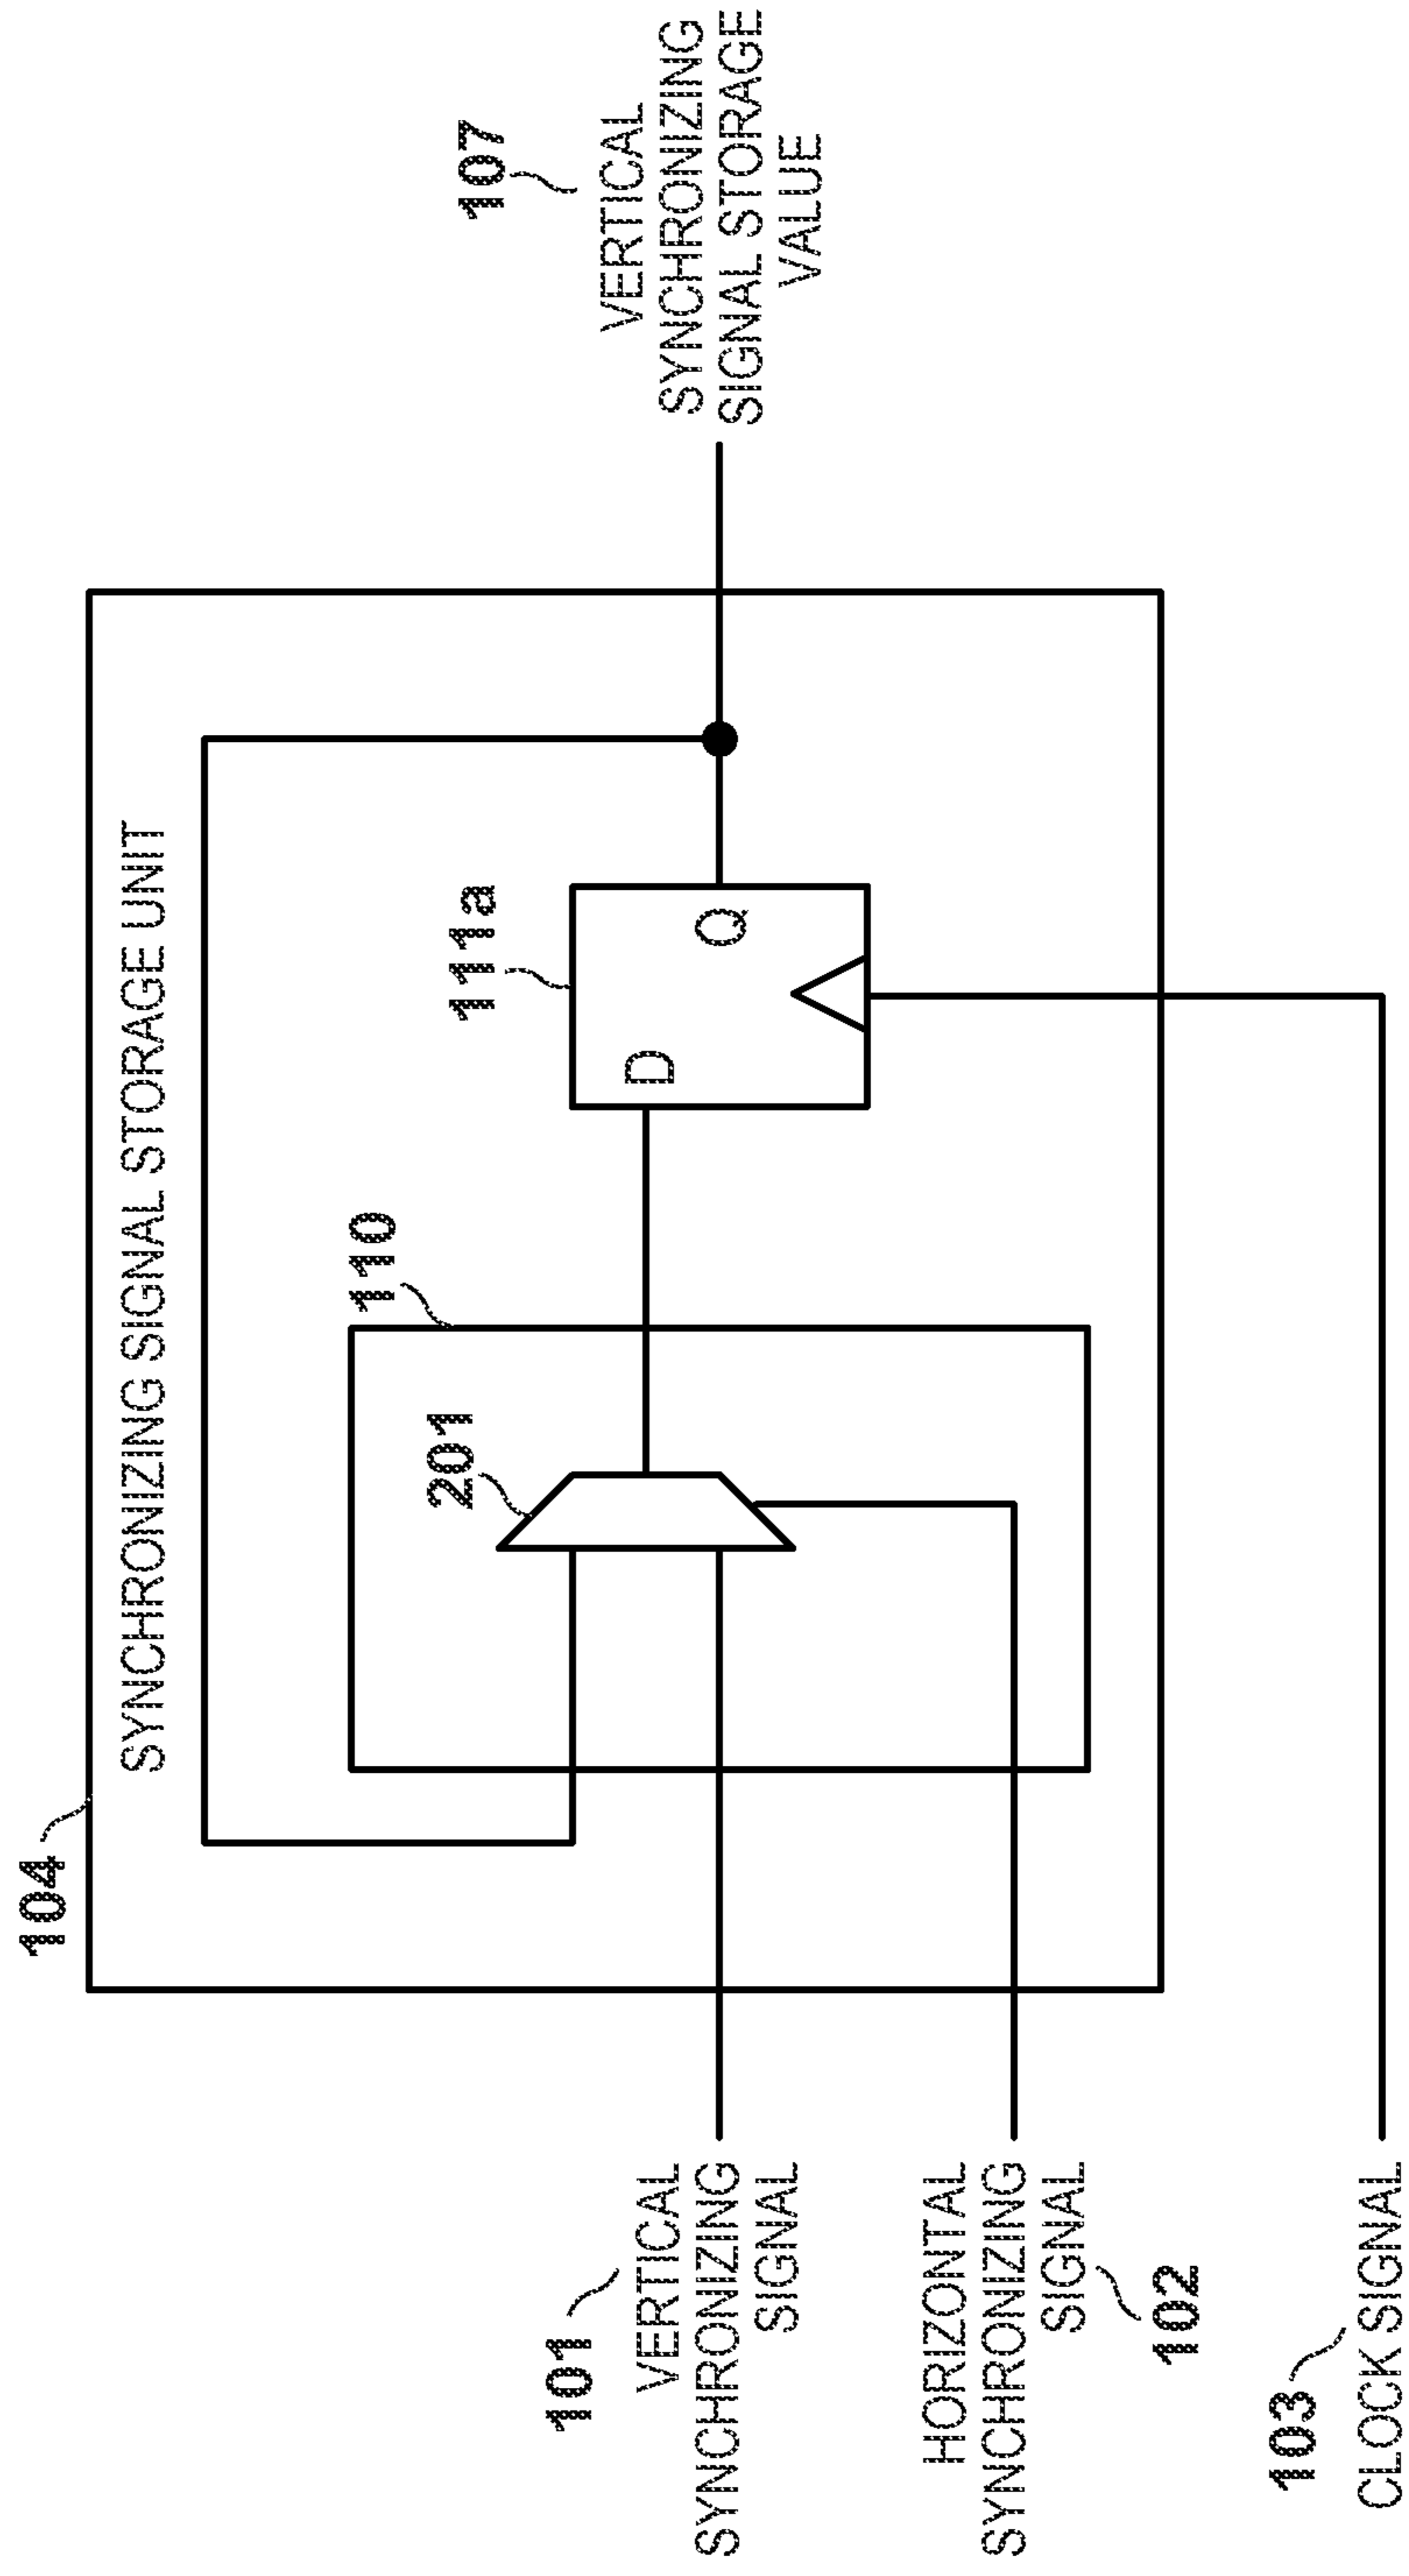 104
SYNCHRONIZING SIGNAL STORAGE UNIT
107
VERTICAL
SYNCHRONIZING
SIGNAL STORAGE
VALUE
110
201
111a
D
Q
101
VERTICAL
SYNCHRONIZING
SIGNAL
HORIZONTAL
SYNCHRONIZING
SIGNAL
102
103
CLOCK SIGNAL